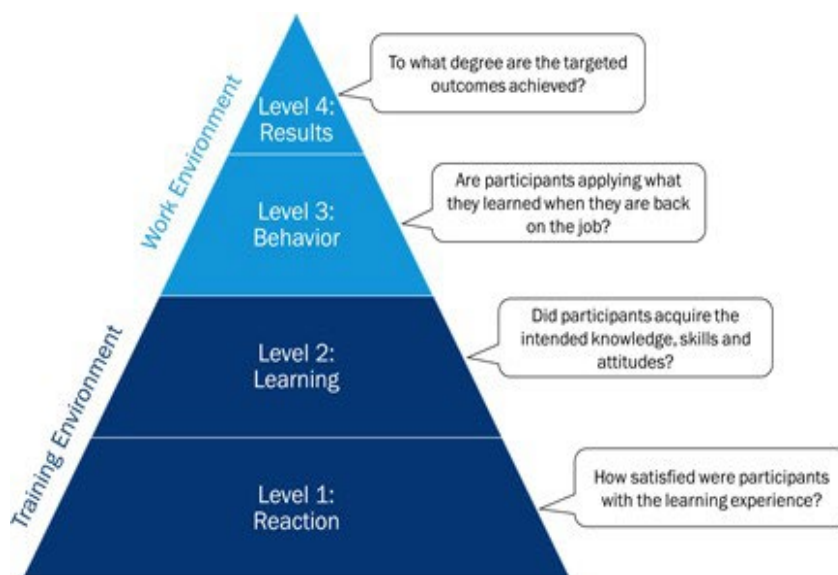 To what degree are the targeted
outcomes achieved?
Level 4:
Results
Work Environment
Are participants applying what
they learned when they are back
on the job?
Level 3:
Behavior
Did participants acquire the
intended knowledge, skills and
attitudes?
Level 2:
Learning
Training Environment
How satisfied were participants
with the learning experience?
Level 1:
Reaction